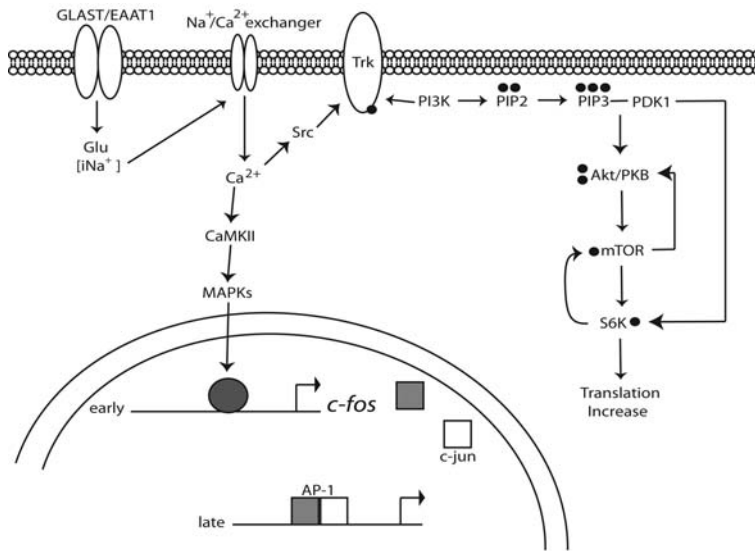 GLAST/EAAT1
Na⁺/Ca²⁺ exchanger
Trk
PI3K
PIP2
PIP3
PDK1
Glu
[iNa⁺ ]
Src
Ca²⁺
Akt/PKB
CaMKII
mTOR
MAPKs
S6K
Translation
Increase
early
c-fos
c-jun
AP-1
late